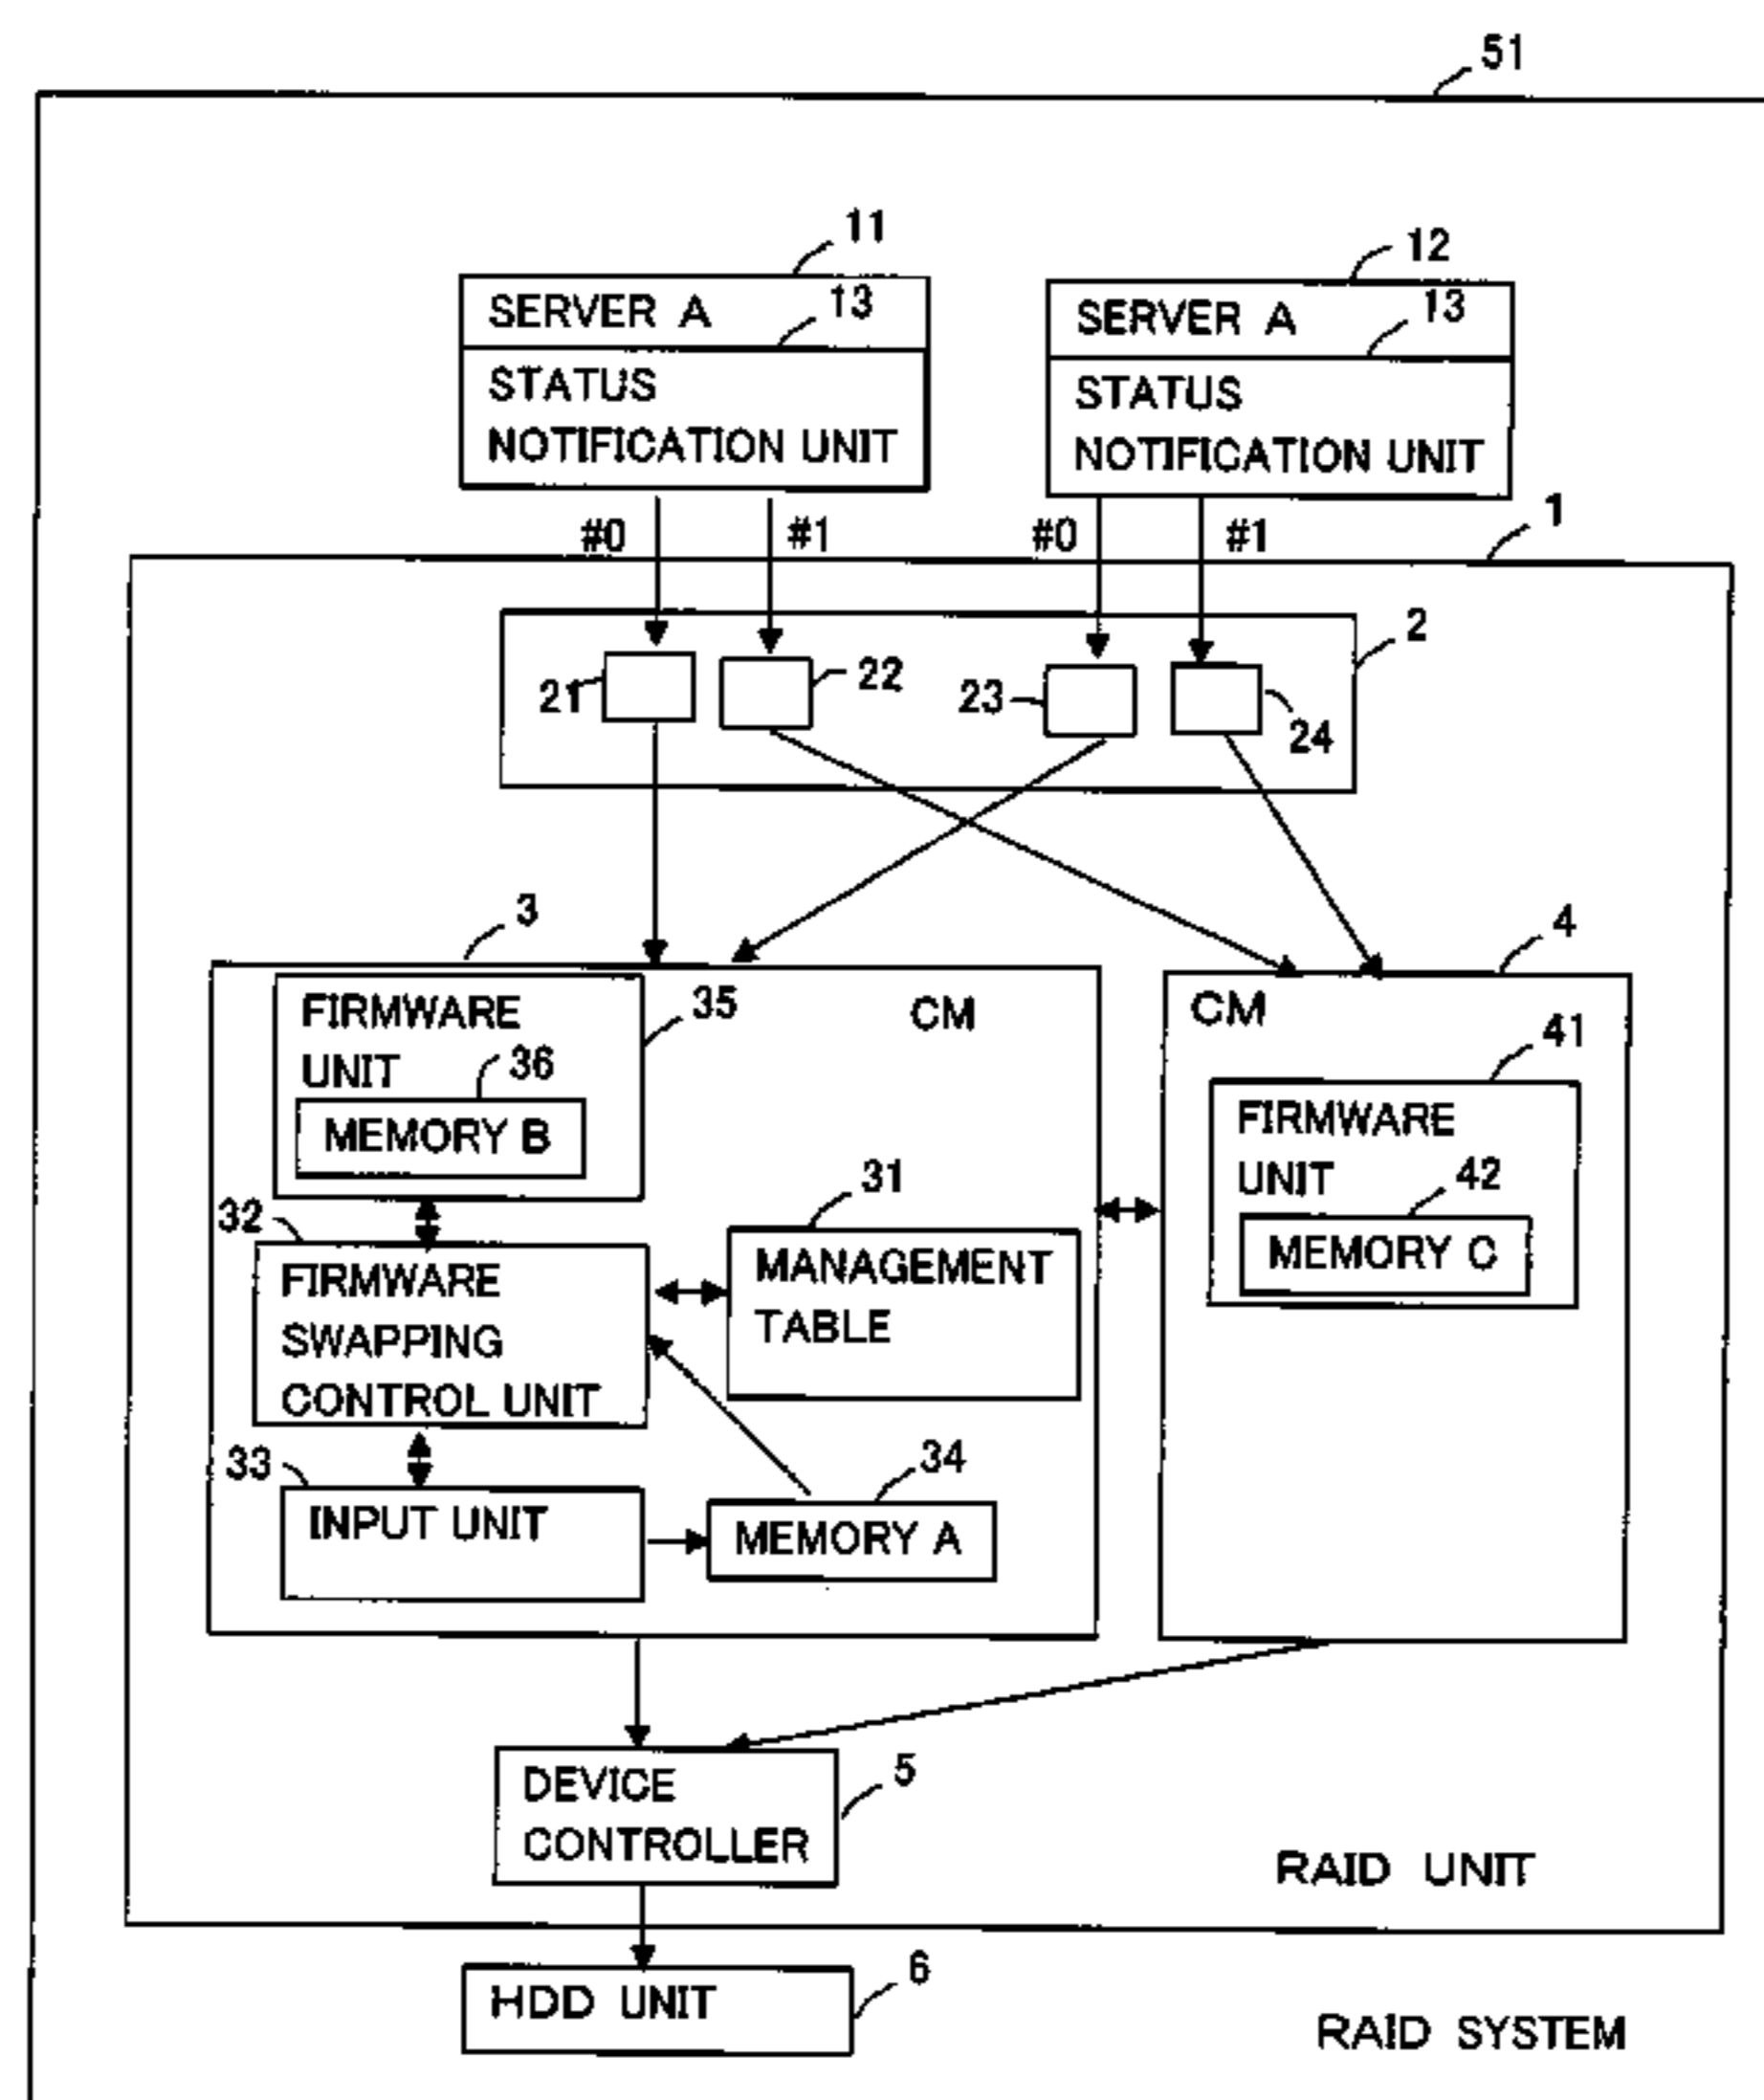 51
11
12
SERVER A
13
SERVER A
13
STATUS
NOTIFICATION UNIT
STATUS
NOTIFICATION UNIT
#0
#1
#0
#1
1
2
21
22
23
24
3
4
FIRMWARE
UNIT
35
CM
36
MEMORY B
CM
41
FIRMWARE
UNIT
42
MEMORY C
32
31
FIRMWARE
SWAPPING
CONTROL UNIT
MANAGEMENT
TABLE
33
34
INPUT UNIT
MEMORY A
DEVICE
CONTROLLER
5
RAID UNIT
6
HDD UNIT
RAID SYSTEM